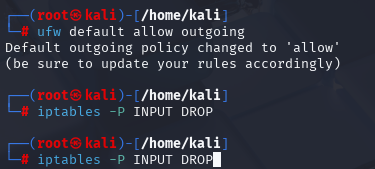 ┌──(root㉿kali)-[/home/kali]
└─# ufw default allow outgoing
Default outgoing policy changed to 'allow'
(be sure to update your rules accordingly)
┌──(root㉿kali)-[/home/kali]
└─# iptables -P INPUT DROP
┌──(root㉿kali)-[/home/kali]
└─# iptables -P INPUT DROP